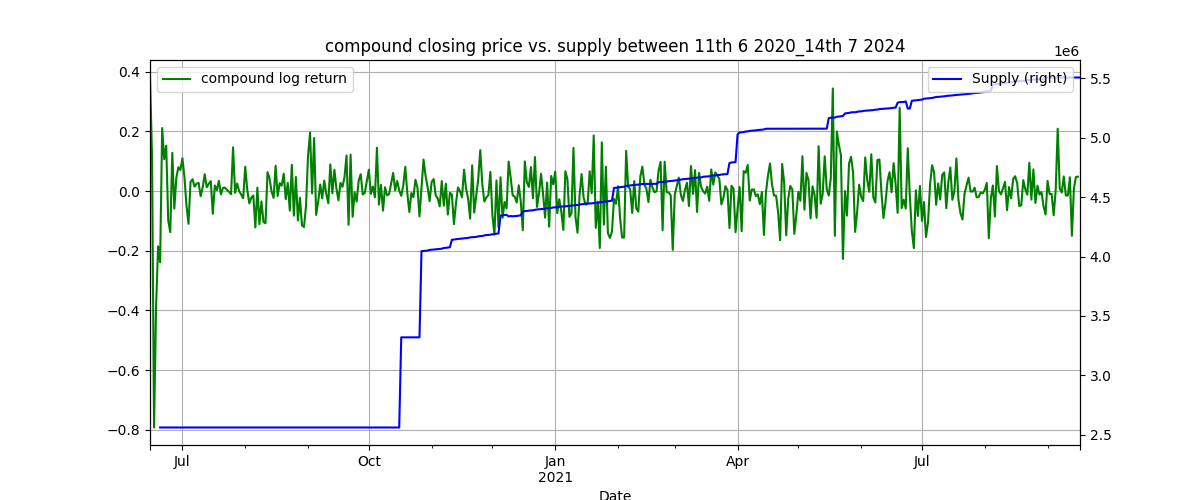 compound closing price vs. supply between 11th 6 2020_14th 7 2024
1e6
compound log return
Supply (right)
0.4
0.2
0.0
−0.2
−0.4
−0.6
−0.8
5.5
5.0
4.5
4.0
3.5
3.0
2.5
Jul Oct Jan Apr Jul
2021
Date